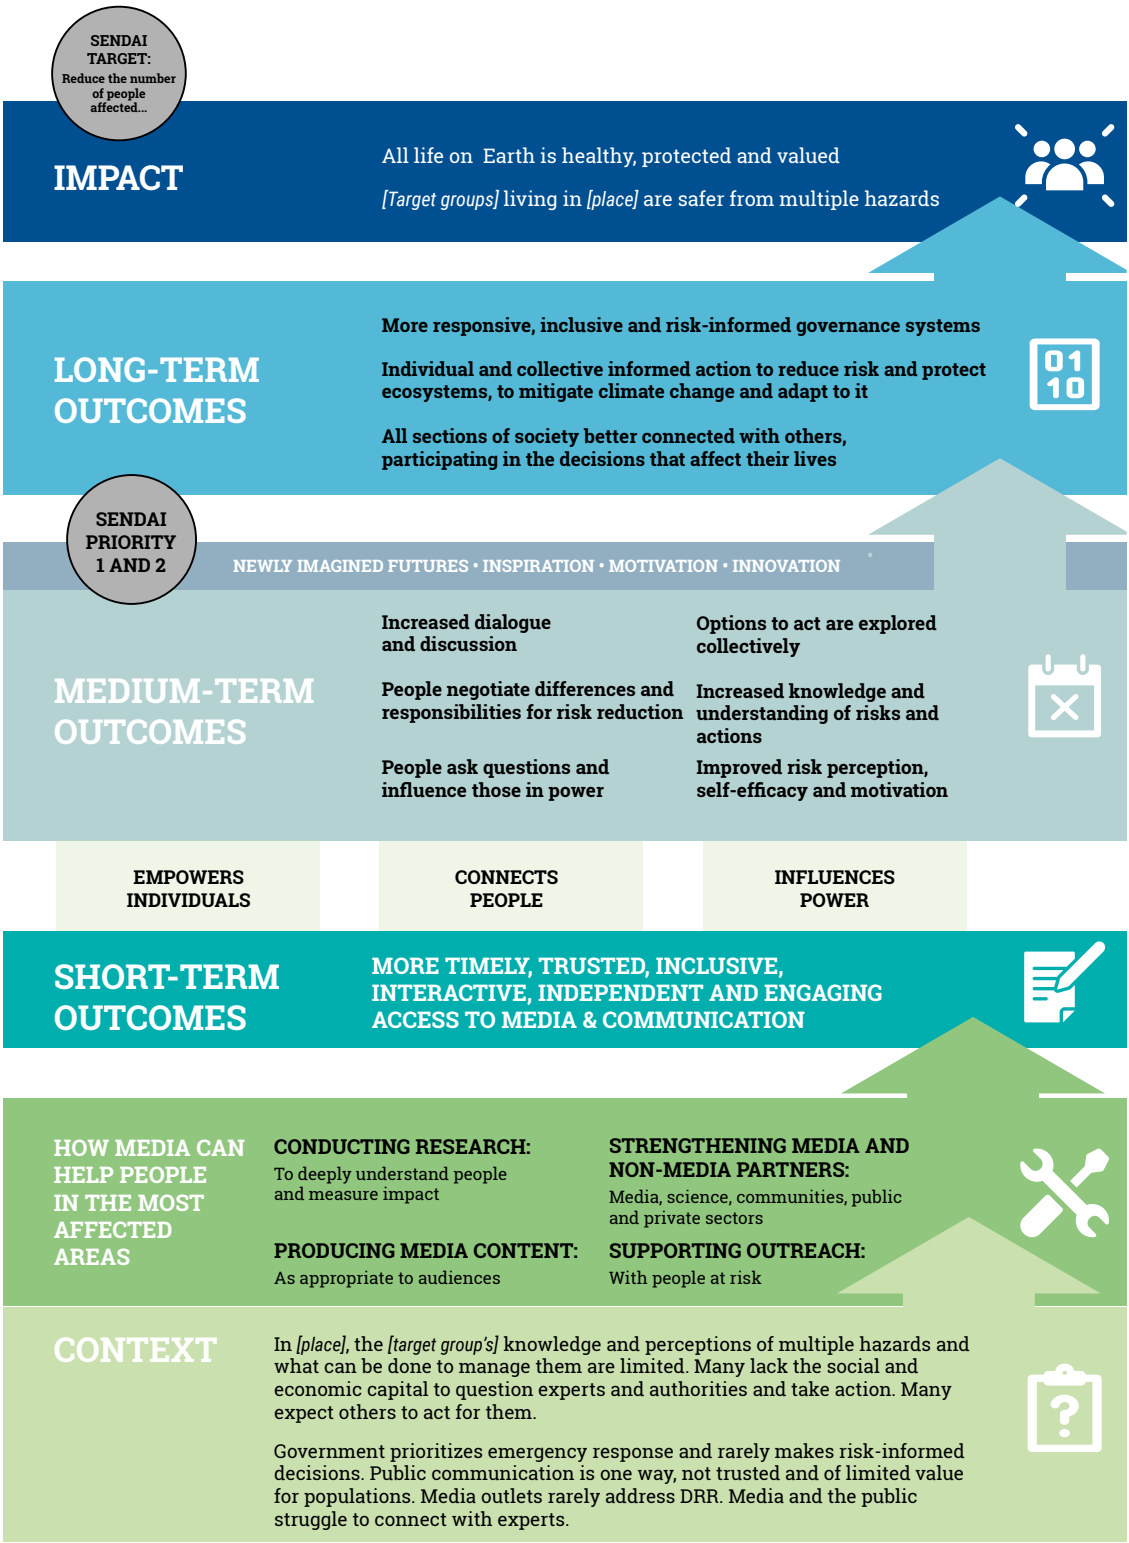 SENDAI
TARGET:
Reduce the number
of people
affected...
IMPACT
All life on Earth is healthy, protected and valued
[Target groups] living in [place] are safer from multiple hazards
LONG-TERM
OUTCOMES
More responsive, inclusive and risk-informed governance systems
Individual and collective informed action to reduce risk and protect
ecosystems, to mitigate climate change and adapt to it
All sections of society better connected with others,
participating in the decisions that affect their lives
01
10
SENDAI
PRIORITY
1 AND 2
NEWLY IMAGINED FUTURES • INSPIRATION • MOTIVATION • INNOVATION
MEDIUM-TERM
OUTCOMES
Increased dialogue
and discussion
People negotiate differences and
responsibilities for risk reduction
People ask questions and
influence those in power
Options to act are explored
collectively
Increased knowledge and
understanding of risks and
actions
Improved risk perception,
self-efficacy and motivation
EMPOWERS
INDIVIDUALS
CONNECTS
PEOPLE
INFLUENCES
POWER
SHORT-TERM
OUTCOMES
MORE TIMELY, TRUSTED, INCLUSIVE,
INTERACTIVE, INDEPENDENT AND ENGAGING
ACCESS TO MEDIA & COMMUNICATION
HOW MEDIA CAN
HELP PEOPLE
IN THE MOST
AFFECTED
AREAS
CONDUCTING RESEARCH:
To deeply understand people
and measure impact
PRODUCING MEDIA CONTENT:
As appropriate to audiences
STRENGTHENING MEDIA AND
NON-MEDIA PARTNERS:
Media, science, communities, public
and private sectors
SUPPORTING OUTREACH:
With people at risk
CONTEXT
In [place], the [target group's] knowledge and perceptions of multiple hazards and
what can be done to manage them are limited. Many lack the social and
economic capital to question experts and authorities and take action. Many
expect others to act for them.
Government prioritizes emergency response and rarely makes risk-informed
decisions. Public communication is one way, not trusted and of limited value
for populations. Media outlets rarely address DRR. Media and the public
struggle to connect with experts.
?